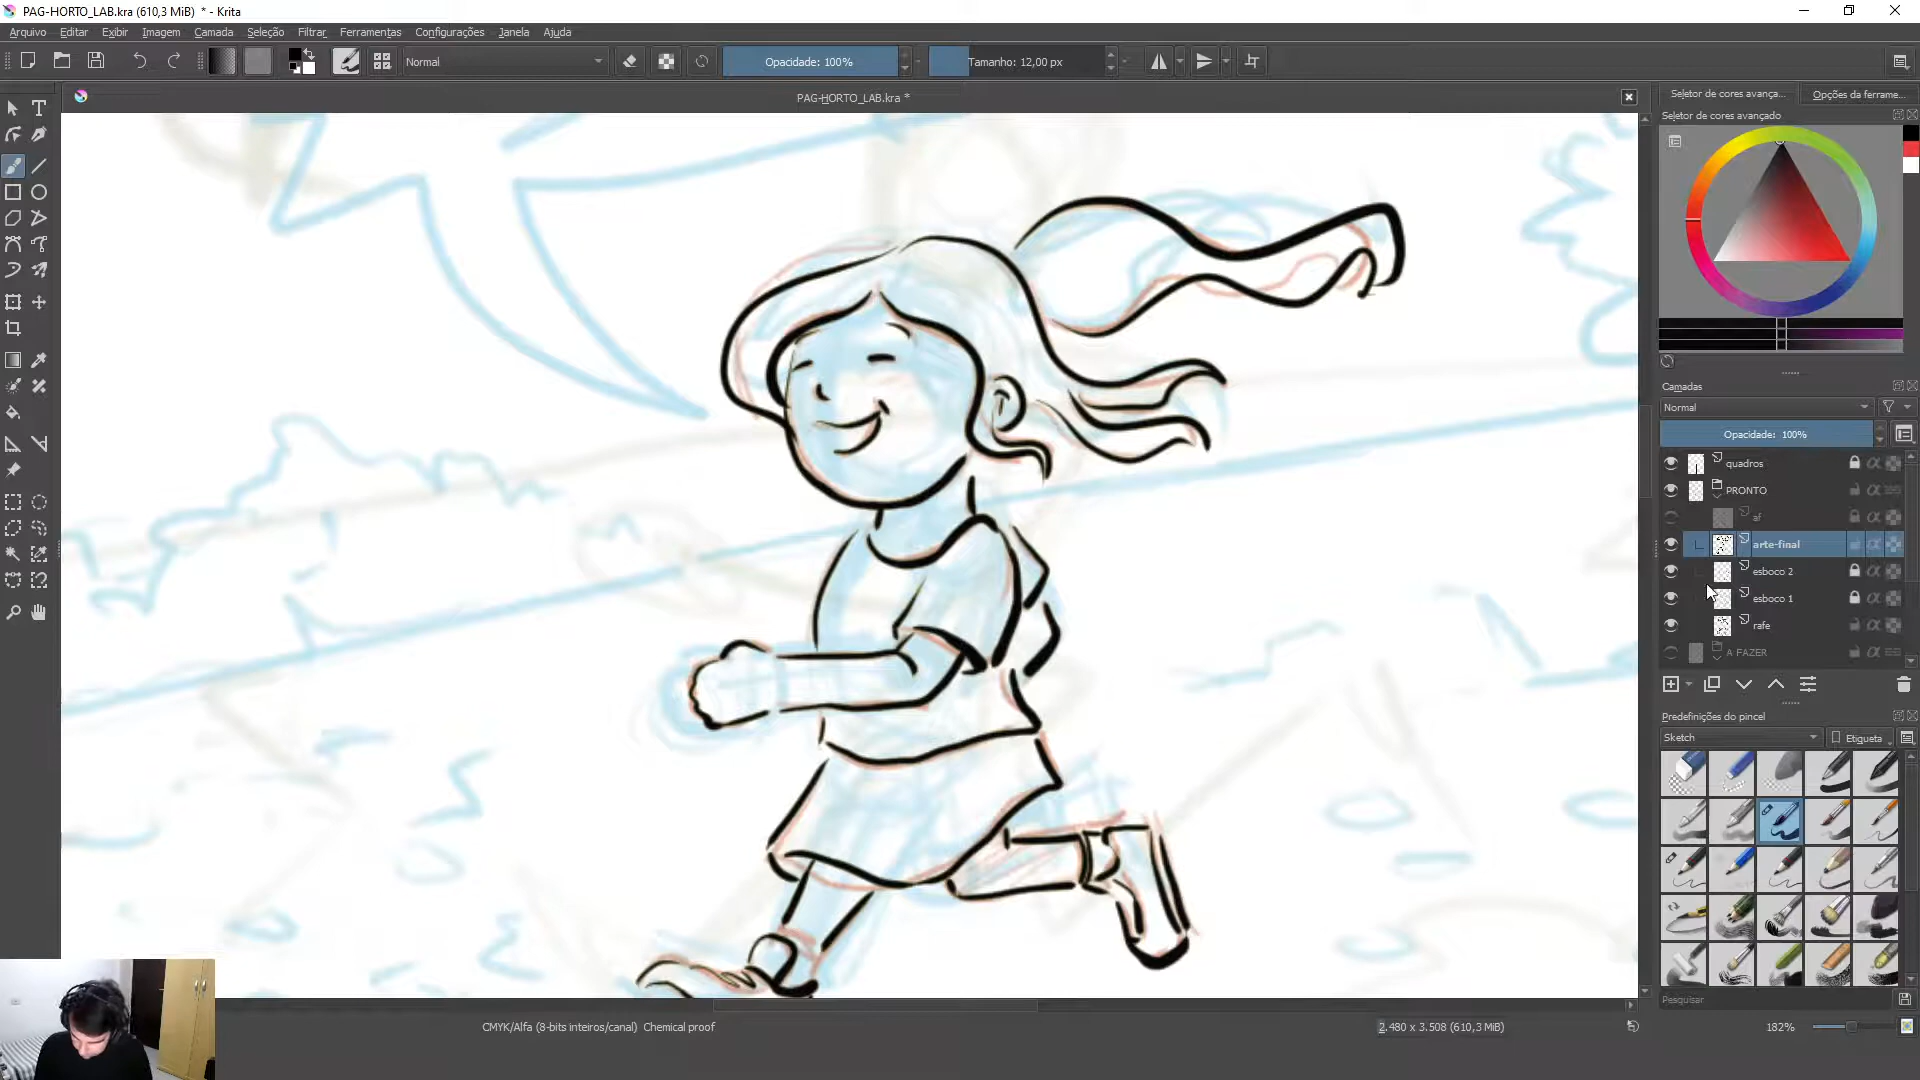 PAG-HORTO_LAB.kra (610,3 MiB) * - Krita
Arquivo Editar Exibir Imagem Camada Seleção Filtrar Ferramentas Configurações Janela Ajuda
Normal
Opacidade: 100%
Tamanho: 12,00 px
PAG-HORTO_LAB.kra *
Seletor de cores avança...
Opções da ferrame...
Seletor de cores avançado
Camadas
Normal
Opacidade: 100%
quadros
PRONTO
af
arte-final
esboco 2
esboco 1
rafe
A FAZER
Predefinições do pincel
Sketch
Etiqueta
Pesquisar
CMYK/Alfa (8-bits inteiros/canal) Chemical proof
2.480 x 3.508 (610,3 MiB)
182%